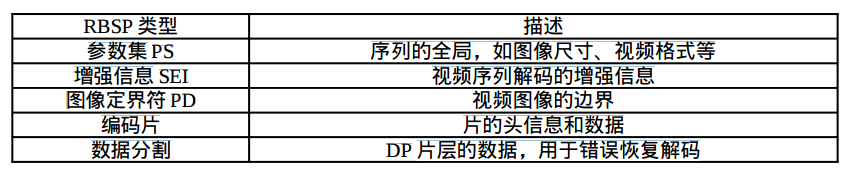 RBSP 类型 描述
参数集 PS 序列的全局，如图像尺寸、视频格式等
增强信息 SEI 视频序列解码的增强信息
图像定界符 PD 视频图像的边界
编码片 片的头信息和数据
数据分割 DP 片层的数据，用于错误恢复解码